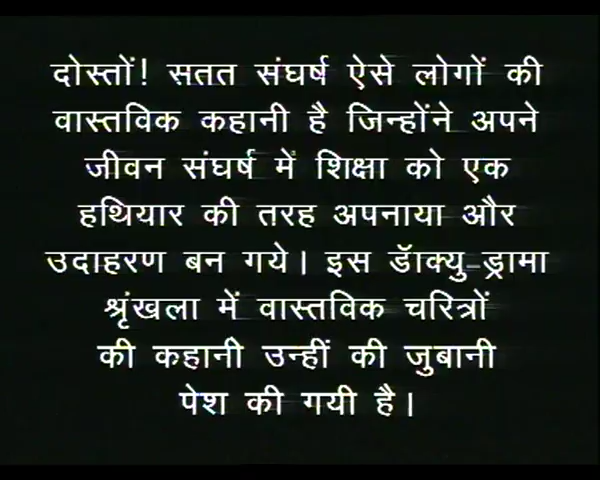 दोस्तों! सतत संघर्ष ऐसे लोगों की
वास्तविक कहानी है जिन्होंने अपने
जीवन संघर्ष में शिक्षा को एक
हथियार की तरह अपनाया और
उदाहरण बन गये। इस डॅाक्यु-ड्रामा
श्रृंखला में वास्तविक चरित्रों
की कहानी उन्हीं की जुबानी
पेश की गयी है।